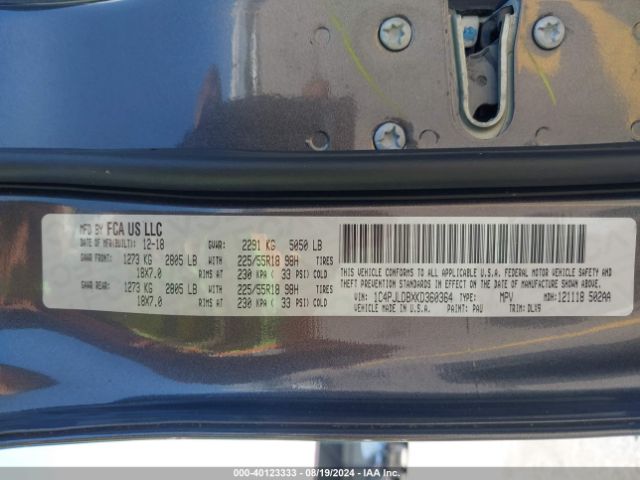 MFD BY FCA US LLC
DATE OF MFR(BUILT): 12-18 GVWR: 2291 KG 5050 LB
GAWR FRONT: 1273 KG 2805 LB WITH 225/55R18 98H TIRES
18X7.0 RIMS AT 230 KPA ( 33 PSI) COLD
GAWR REAR: 1273 KG 2805 LB WITH 225/55R18 98H TIRES
18X7.0 RIMS AT 230 KPA ( 33 PSI) COLD
THIS VEHICLE CONFORMS TO ALL APPLICABLE U.S.A. FEDERAL MOTOR VEHICLE SAFETY AND
THEFT PREVENTION STANDARDS IN EFFECT ON THE DATE OF MANUFACTURE SHOWN ABOVE.
VIN: 1C4PJLDBXKD360364 TYPE: MPV MDH: 121118 502AA
VEHICLE MADE IN U.S.A. PAINT: PAU TRIM: DLX9
000-40123333 - 08/19/2024 - IAA Inc.